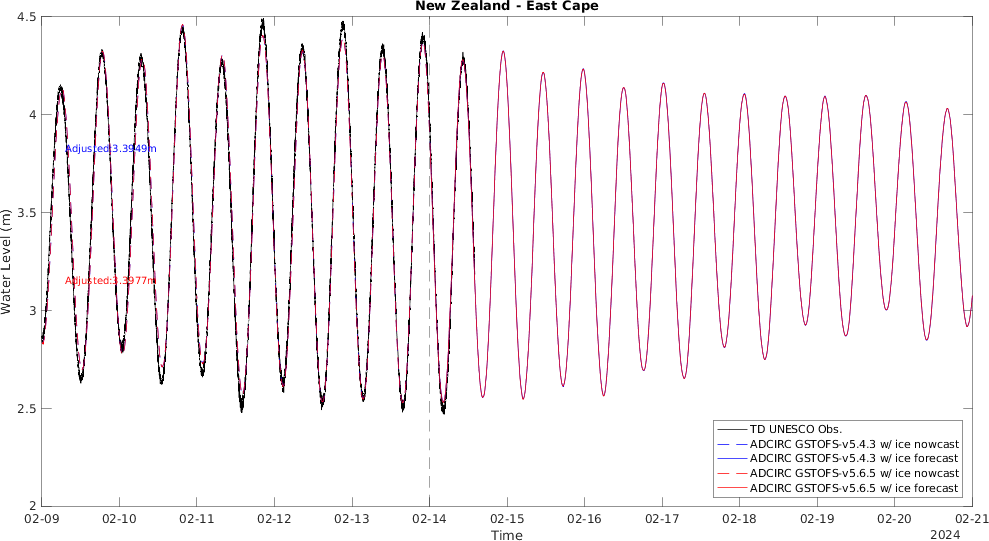 New Zealand - East Cape
4.5
4
3.5
3
2.5
2
Water Level (m)
Adjusted:3.3949m
Adjusted:3.3977m
TD UNESCO Obs.
ADCIRC GSTOFS-v5.4.3 w/ ice nowcast
ADCIRC GSTOFS-v5.4.3 w/ ice forecast
ADCIRC GSTOFS-v5.6.5 w/ ice nowcast
ADCIRC GSTOFS-v5.6.5 w/ ice forecast
02-09 02-10 02-11 02-12 02-13 02-14 02-15 02-16 02-17 02-18 02-19 02-20 02-21
Time
2024